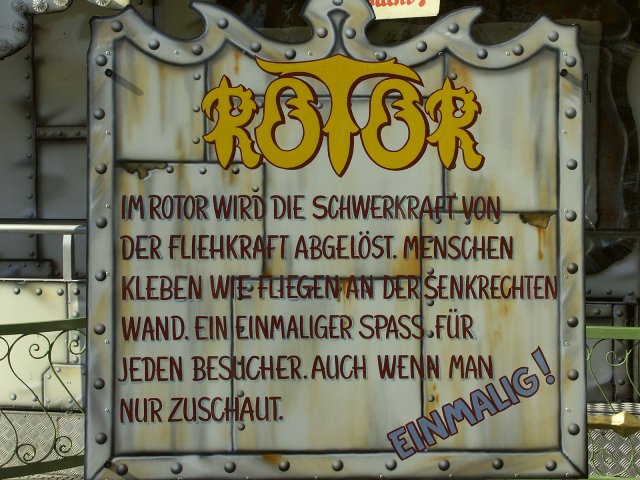 ROTOR
IM ROTOR WIRD DIE SCHWERKRAFT VON
DER FLIEHKRAFT ABGELÖST. MENSCHEN
KLEBEN WIE FLIEGEN AN DER SENKRECHTEN
WAND. EIN EINMALIGER SPASS FÜR
JEDEN BESUCHER. AUCH WENN MAN
NUR ZUSCHAUT.
EINMALIG!